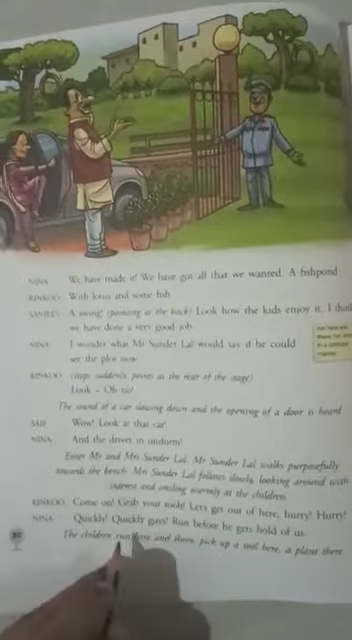 NINA We have made it! We have got all that we wanted. A fishpond
RINKOO With lotus and some fish.
SANJEEV A swing! (pointing at the back) Look how the kids enjoy it. I think
we have done a very good job.
NINA I wonder what Mr Sunder Lal would say if he could
see the plot now.
RINKOO (stops suddenly, points at the rear of the stage)
Look – Oh no!
The sound of a car slowing down and the opening of a door is heard
SAIF Wow! Look at that car!
NINA And the driver in uniform!
Enter Mr and Mrs Sunder Lal. Mr Sunder Lal walks purposefully
towards the bench. Mrs Sunder Lal follows slowly, looking around with
interest and smiling warmly at the children.
RINKOO Come on! Grab your tools! Lets get out of here, hurry! Hurry!
NINA Quickly! Quickly guys! Run before he gets hold of us.
The children run here and there, pick up a tool here, a plant there